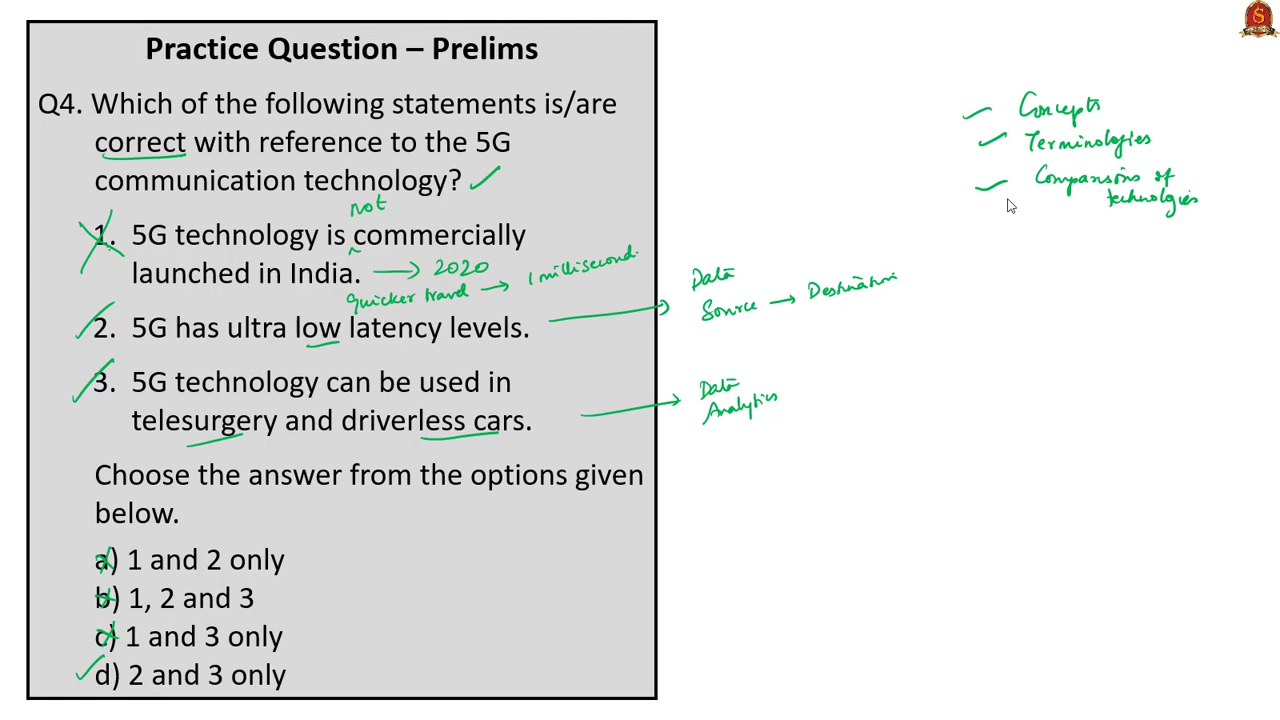 Practice Question – Prelims
Q4. Which of the following statements is/are
correct with reference to the 5G
communication technology?
not
1. 5G technology is commercially
launched in India. → 2020
quicker travel → 1 millisecond.
2. 5G has ultra low latency levels.
3. 5G technology can be used in
telesurgery and driverless cars.
Choose the answer from the options given
below.
a) 1 and 2 only
b) 1, 2 and 3
c) 1 and 3 only
d) 2 and 3 only
Data
Source → Destination
Data
Analytics
Concepts
Terminologies
Comparisons of
technologies
S